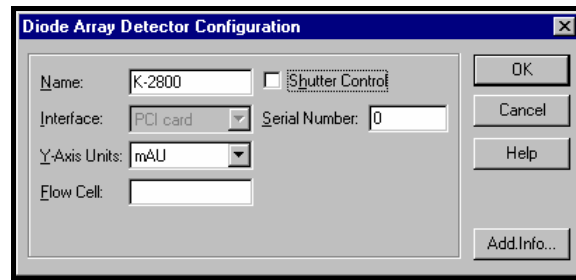 Diode Array Detector Configuration
Name: K-2800 Shutter Control OK
Interface: PCI card Serial Number: 0 Cancel
Y-Axis Units: mAU Help
Flow Cell:
Add.Info...